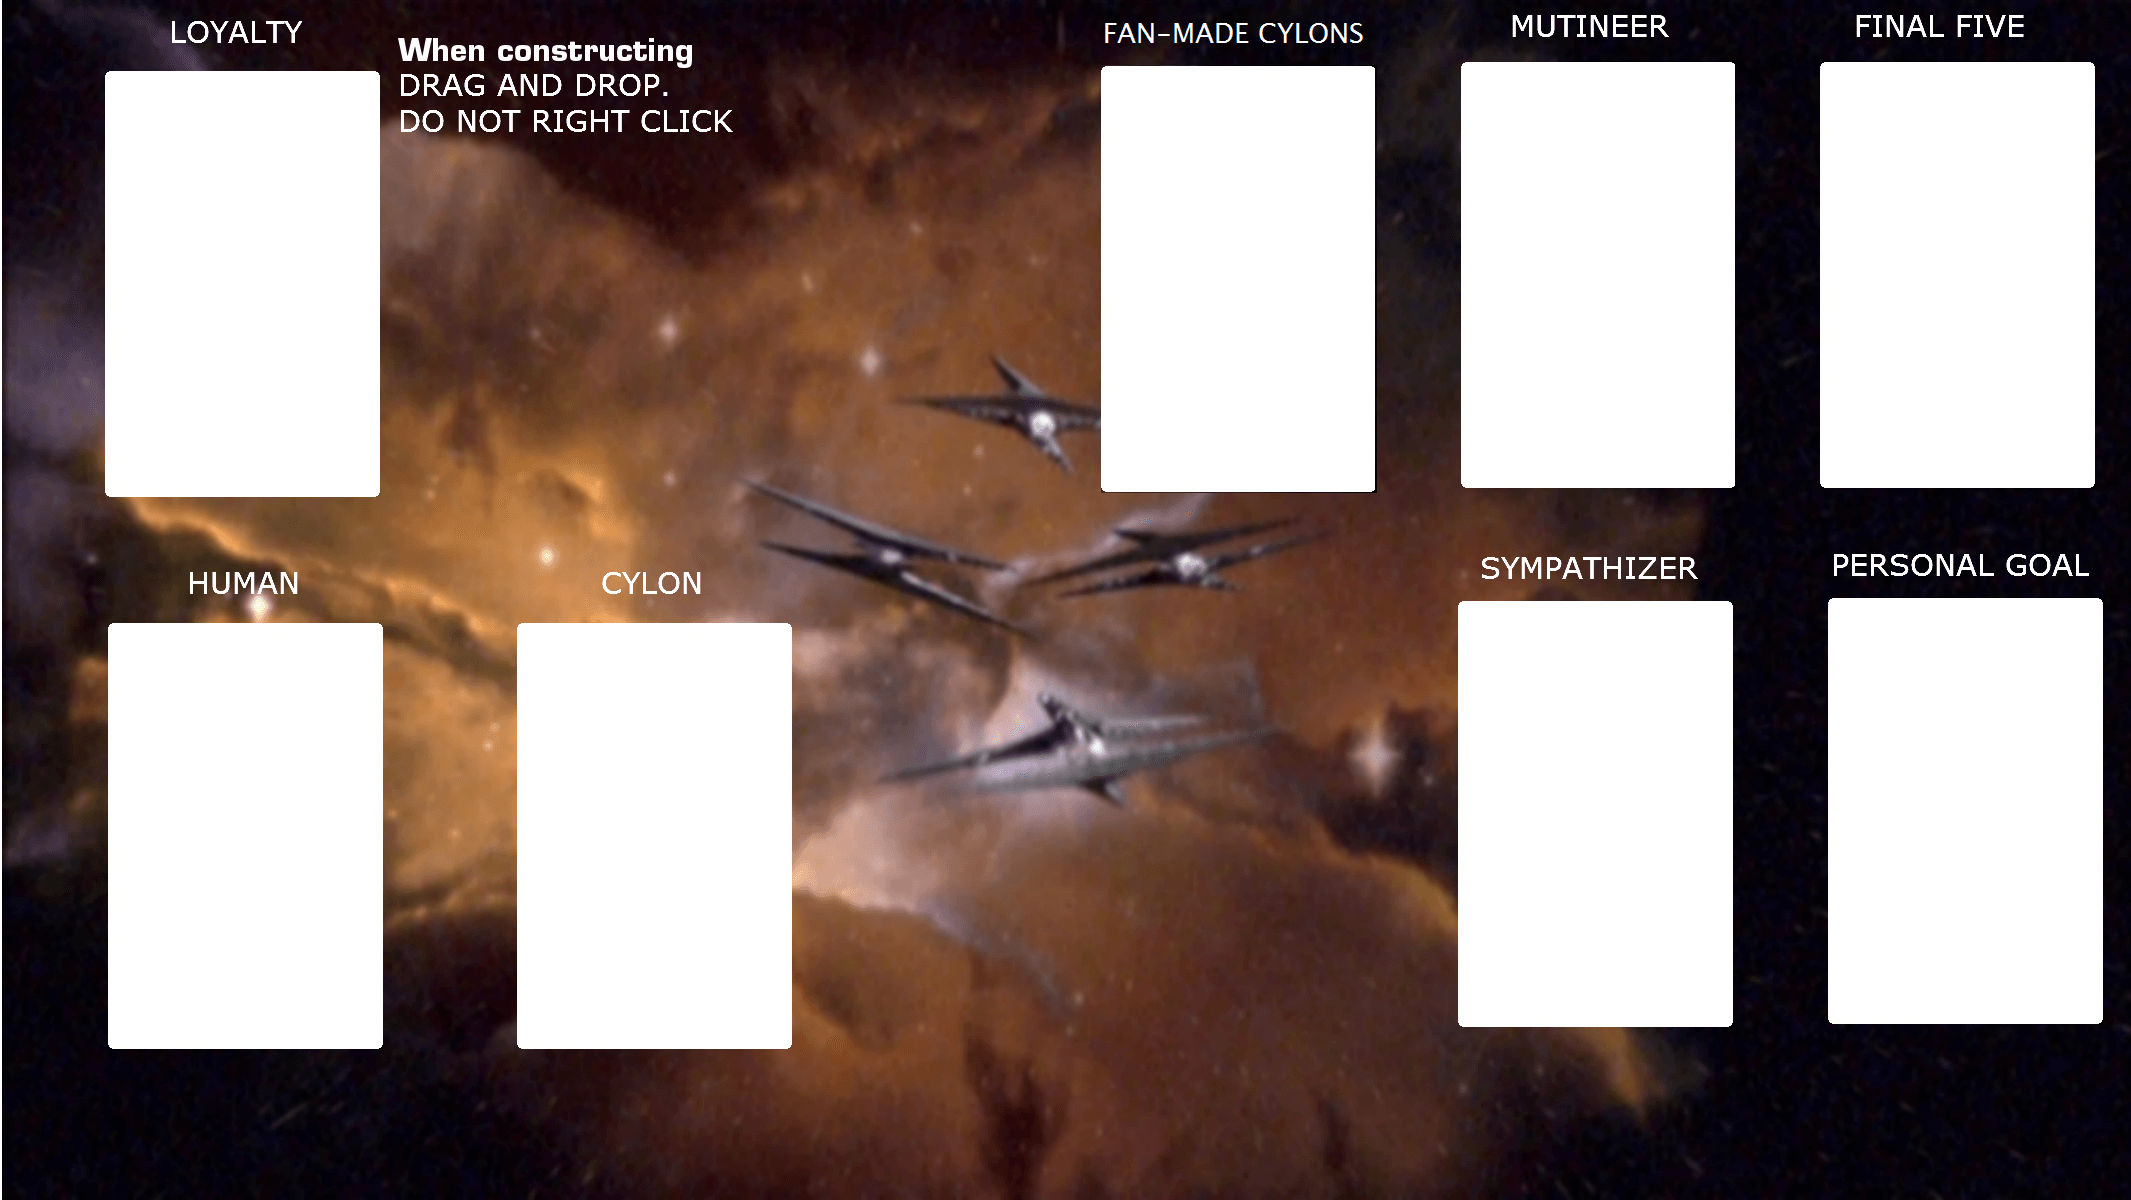 LOYALTY
When constructing
DRAG AND DROP.
DO NOT RIGHT CLICK
FAN-MADE CYLONS
MUTINEER
FINAL FIVE
HUMAN
CYLON
SYMPATHIZER
PERSONAL GOAL